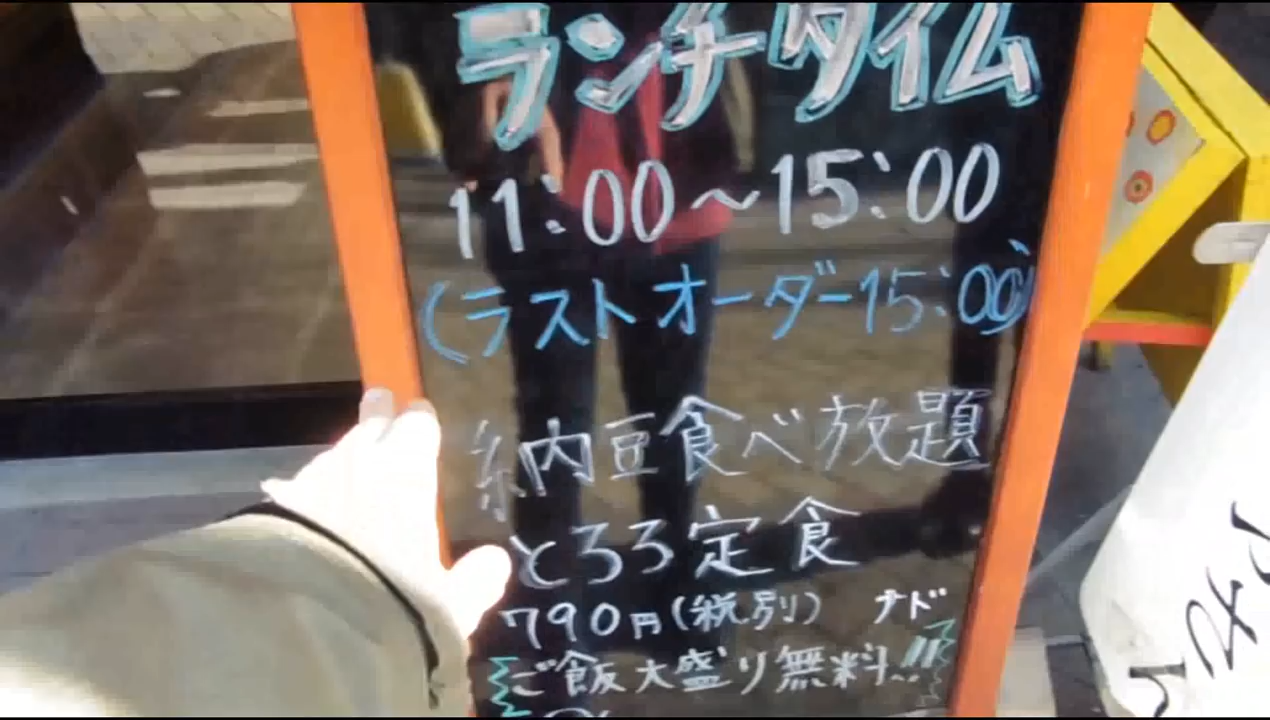 ランチタイム
11:00～15:00
(ラストオーダー15:00)
納豆食べ放題
とろろ定食
790円(税別) ナド
ご飯大盛り無料!!